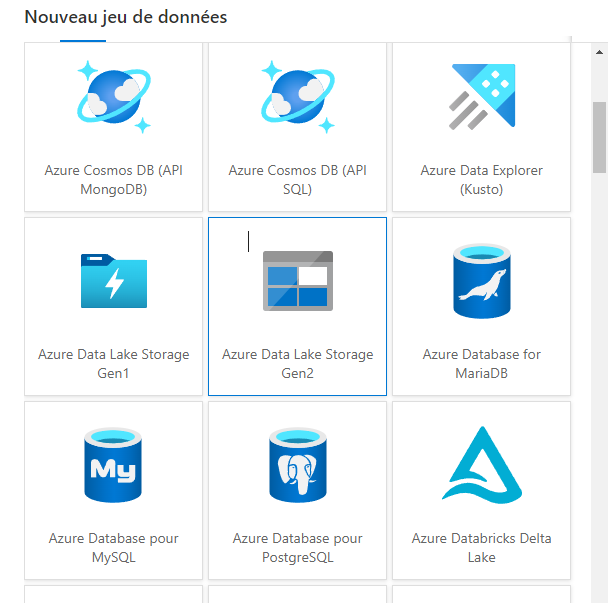 Nouveau jeu de données
Azure Cosmos DB (API
MongoDB)
Azure Cosmos DB (API
SQL)
Azure Data Explorer
(Kusto)
Azure Data Lake Storage
Gen1
Azure Data Lake Storage
Gen2
Azure Database for
MariaDB
My
Azure Database pour
MySQL
Azure Database pour
PostgreSQL
Azure Databricks Delta
Lake